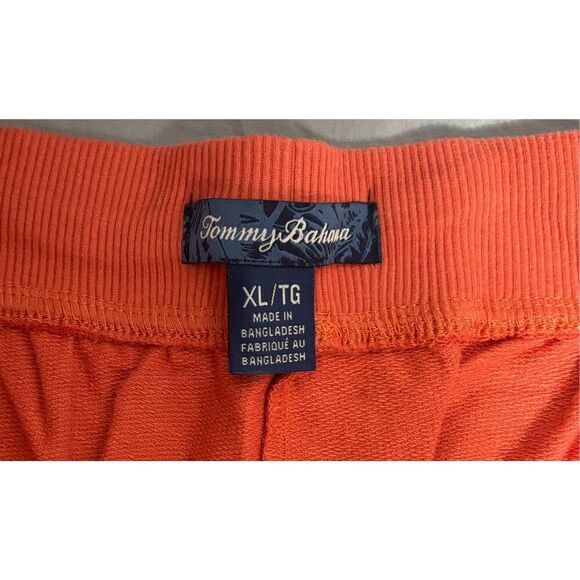 Tommy Bahama
XL/TG
MADE IN
BANGLADESH
FABRIQUÉ AU
BANGLADESH